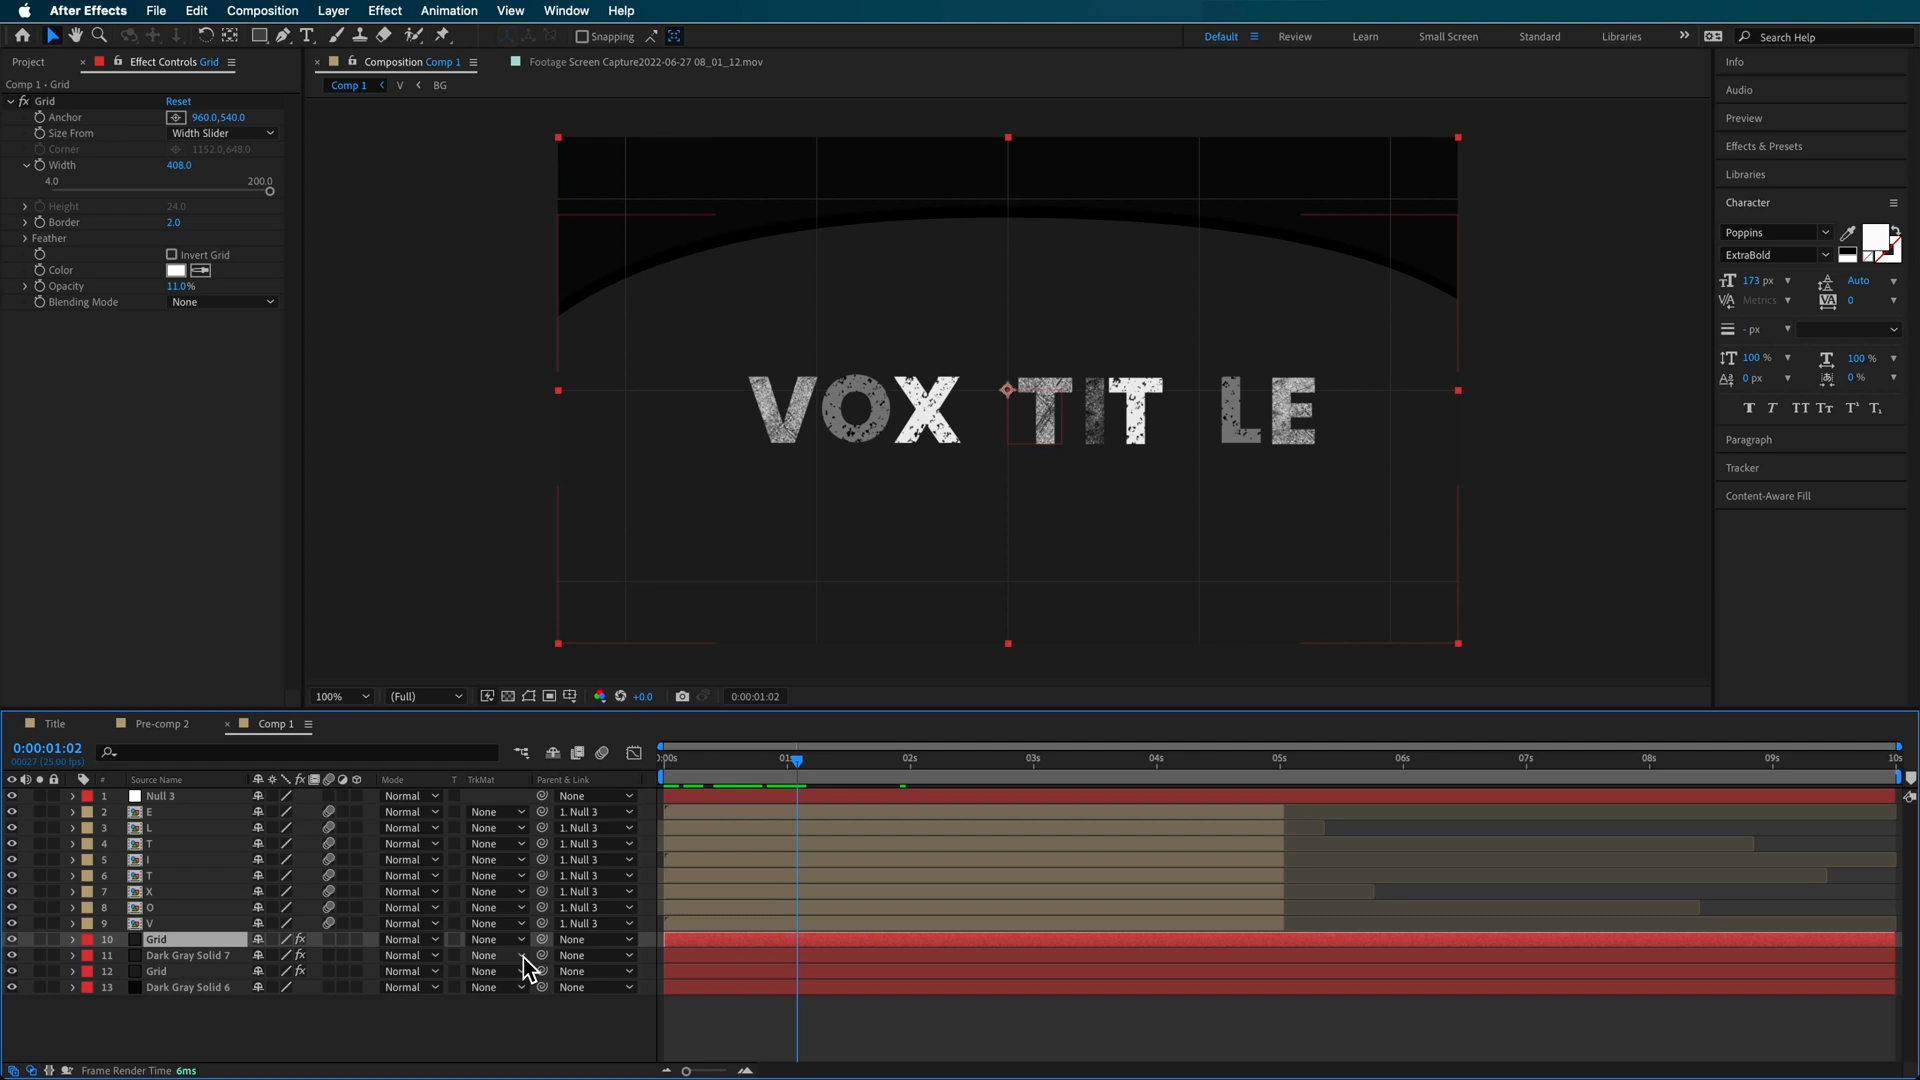 After Effects File Edit Composition Layer Effect Animation View Window Help
Snapping Default Review Learn Small Screen Standard Libraries Search Help
Project Effect Controls Grid Composition Comp 1 Footage Screen Capture2022-06-27 08_01_12.mov Info
Comp 1 • Grid Comp 1 V BG
Grid Reset
Anchor 960.0,540.0
Size From Width Slider
Corner 1152.0,648.0
Width 408.0
4.0 200.0
Height 24.0
Border 2.0
Feather
Invert Grid
Color
Opacity 11.0%
Blending Mode None
VOX TITLE
Audio
Preview
Effects & Presets
Libraries
Character
Poppins
ExtraBold
173 px Auto
Metrics 0
- px
100 % 100 %
0 px 0 %
T T TT Tt T¹ T₁
Paragraph
Tracker
Content-Aware Fill
100% (Full) +0.0 0:00:01:02
Title Pre-comp 2 Comp 1
0:00:01:02
00027 (25.00 fps)
:00s 01s 02s 03s 04s 05s 06s 07s 08s 09s 10s
# Source Name Mode T TrkMat Parent & Link
1 Null 3 Normal None
2 E Normal None 1. Null 3
3 L Normal None 1. Null 3
4 T Normal None 1. Null 3
5 I Normal None 1. Null 3
6 T Normal None 1. Null 3
7 X Normal None 1. Null 3
8 O Normal None 1. Null 3
9 V Normal None 1. Null 3
10 Grid Normal None None
11 Dark Gray Solid 7 Normal None None
12 Grid Normal None None
13 Dark Gray Solid 6 Normal None None
Frame Render Time 6ms